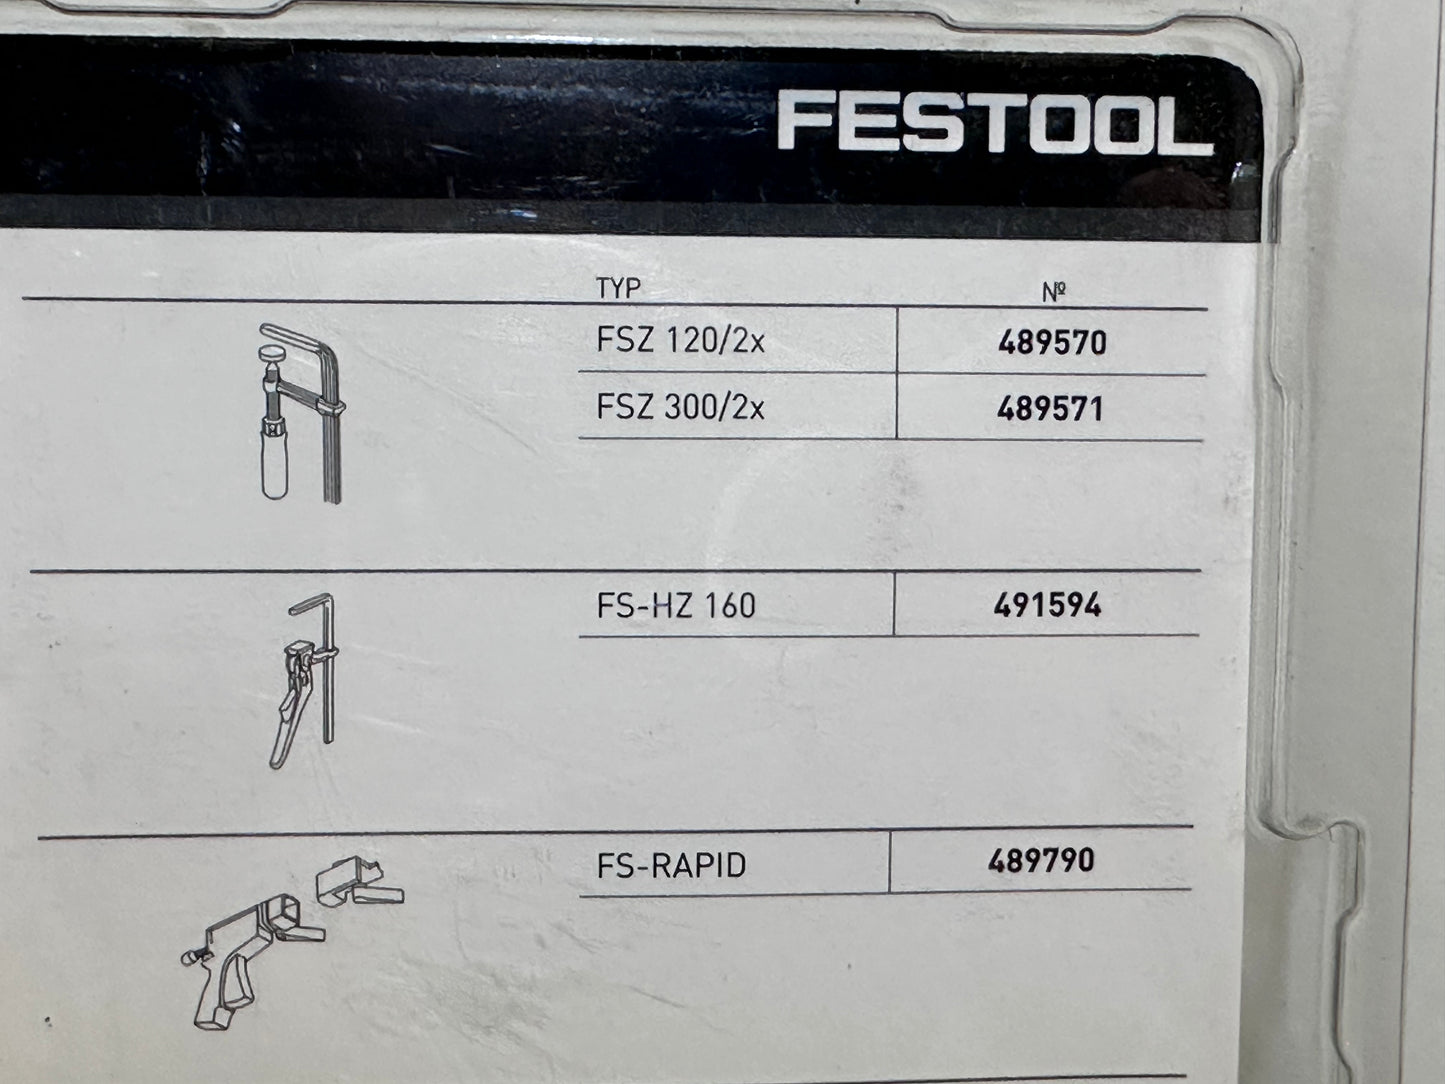 FESTOOL
TYP Nº
FSZ 120/2x 489570
FSZ 300/2x 489571
FS-HZ 160 491594
FS-RAPID 489790